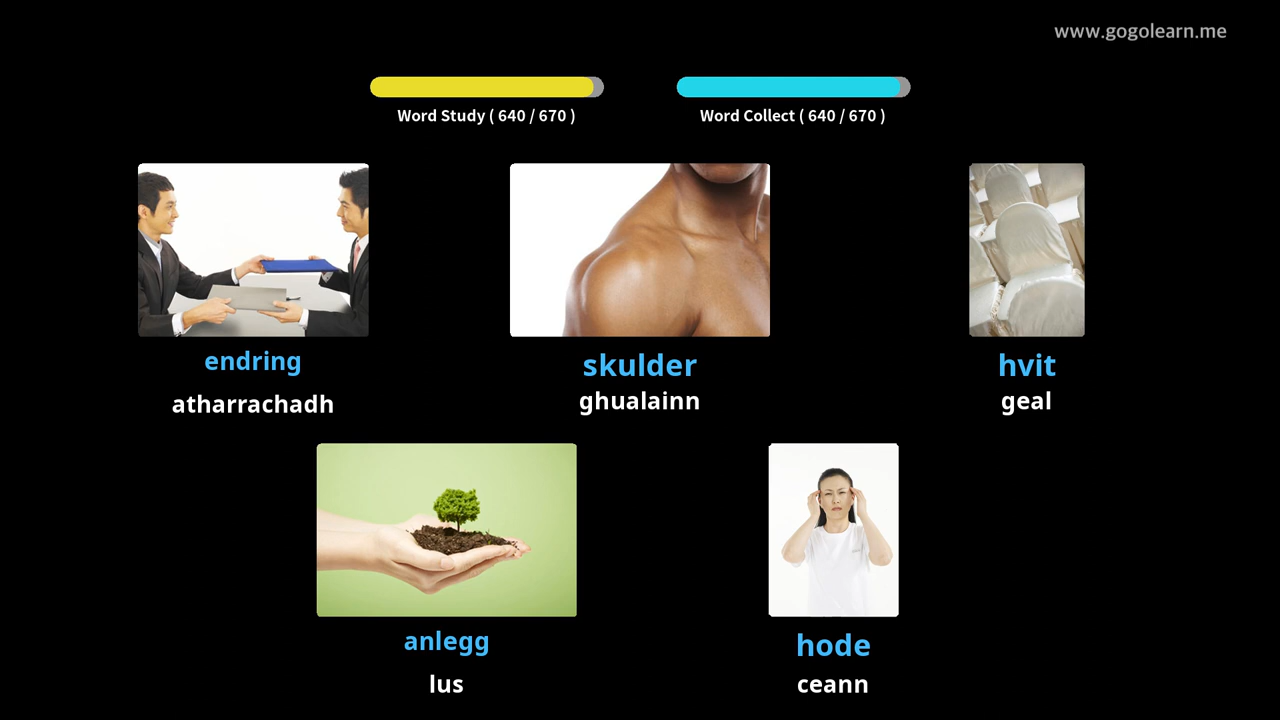 www.gogolearn.me
Word Study ( 640 / 670 )
Word Collect ( 640 / 670 )
endring
atharrachadh
skulder
ghualainn
hvit
geal
anlegg
lus
hode
ceann